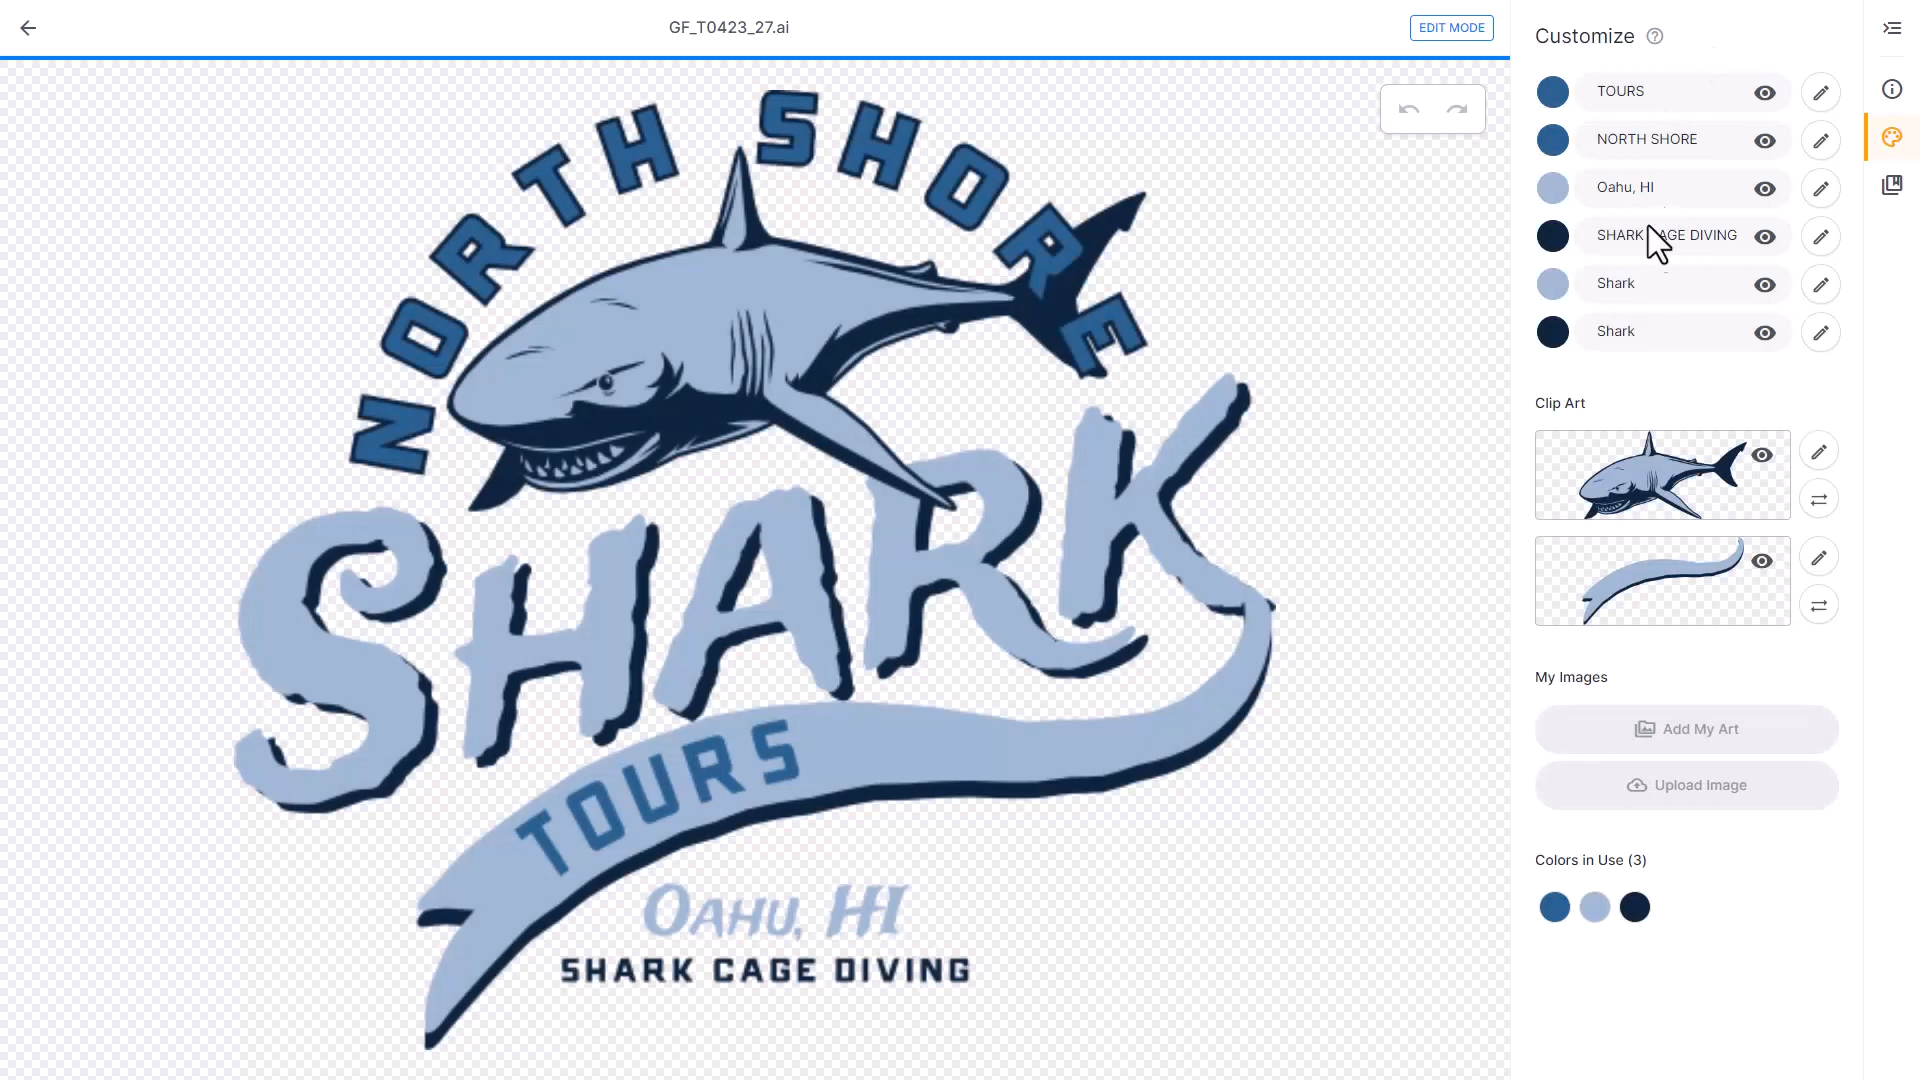 GF_T0423_27.ai
EDIT MODE
NORTH SHORE
SHARK
TOURS
OAHU, HI
SHARK CAGE DIVING
Customize
TOURS
NORTH SHORE
Oahu, HI
SHARK CAGE DIVING
Shark
Shark
Clip Art
My Images
Add My Art
Upload Image
Colors in Use (3)